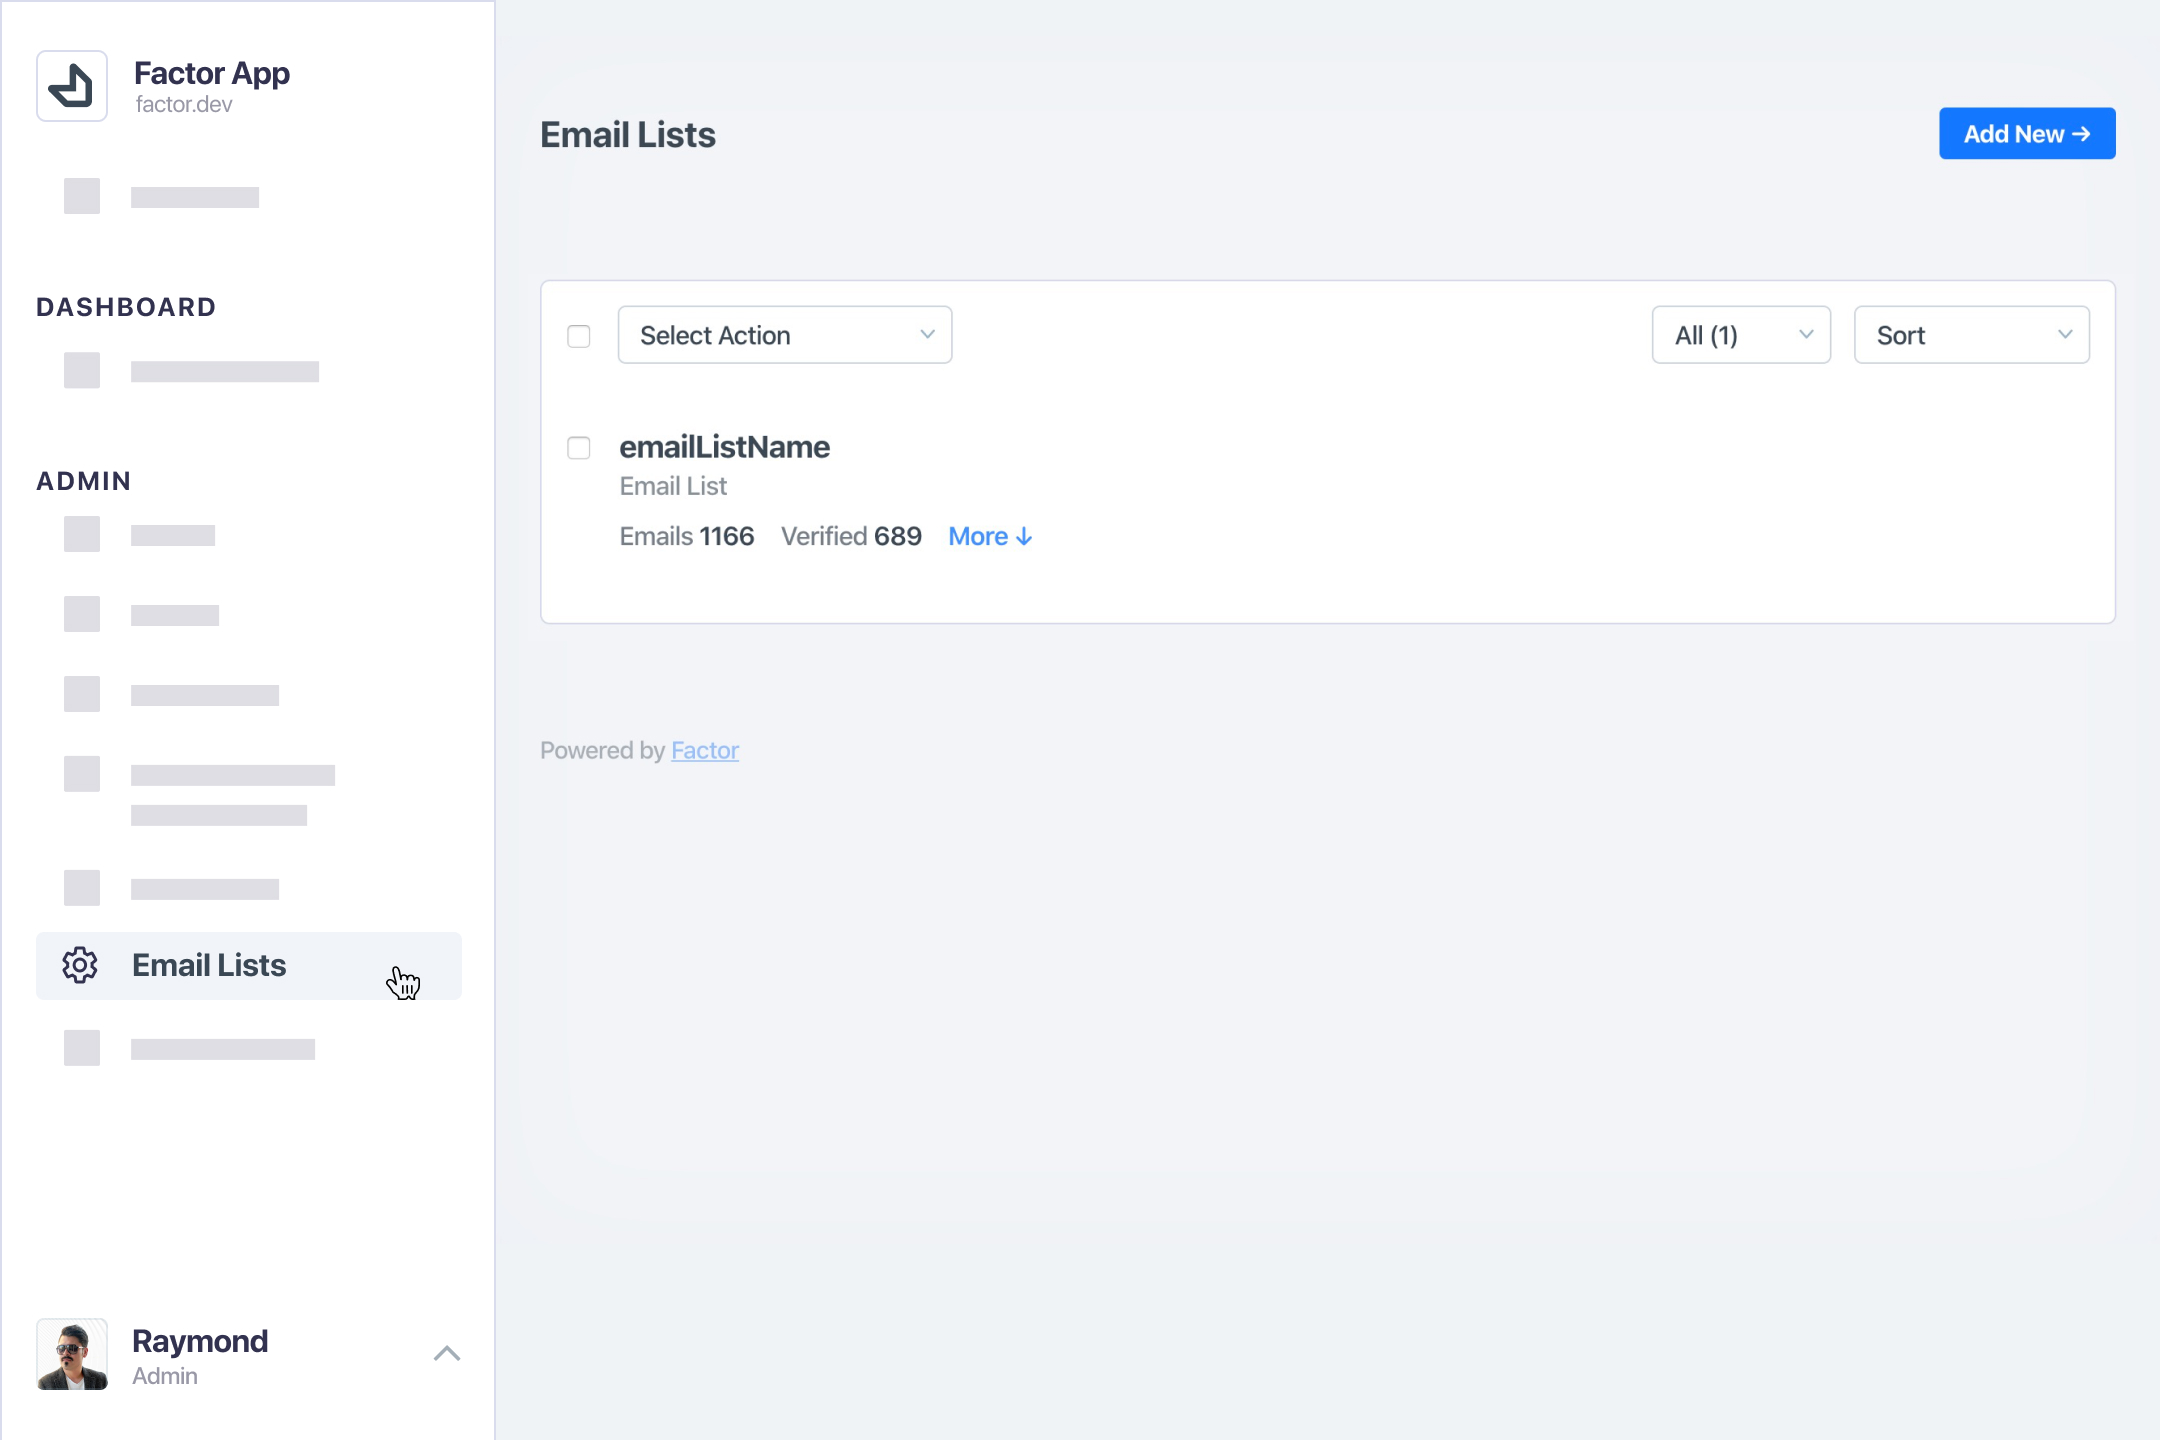 Factor App
factor.dev
DASHBOARD
ADMIN
Email Lists
Raymond
Admin
Email Lists
Add New →
Select Action
All (1)
Sort
emailListName
Email List
Emails 1166 Verified 689 More ↓
Powered by Factor